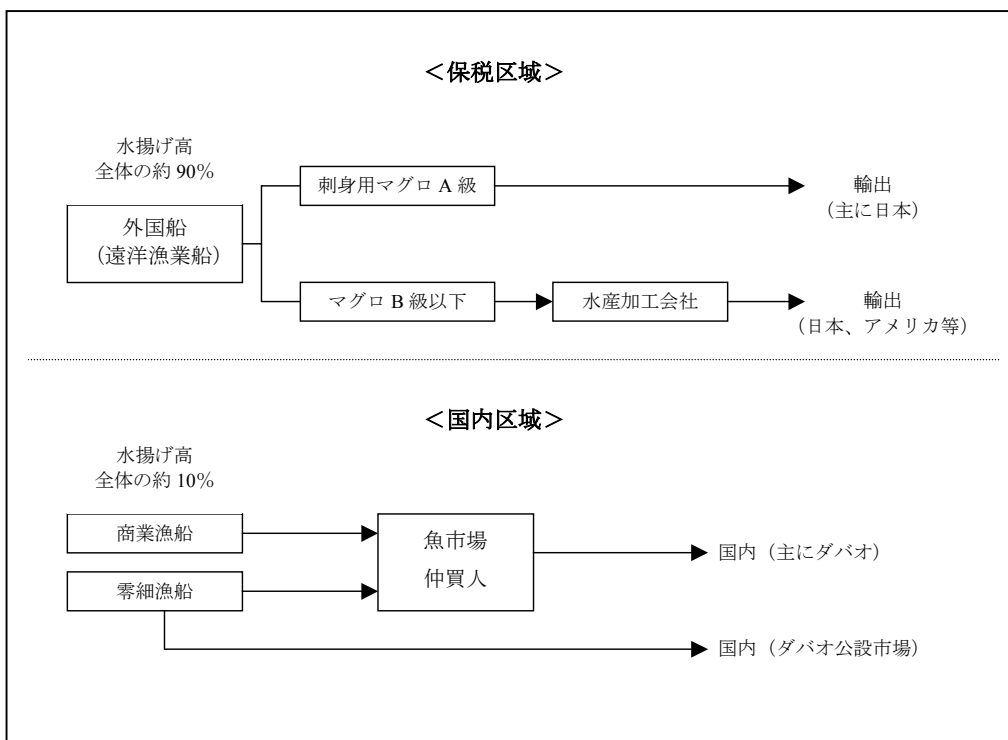 ＜保税区域＞
水揚げ高
全体の約 90%
外国船
（遠洋漁業船）
刺身用マグロ A 級
輸出
（主に日本）
マグロ B 級以下
水産加工会社
輸出
（日本、アメリカ等）
＜国内区域＞
水揚げ高
全体の約 10%
商業漁船
零細漁船
魚市場
仲買人
国内（主にダバオ）
国内（ダバオ公設市場）